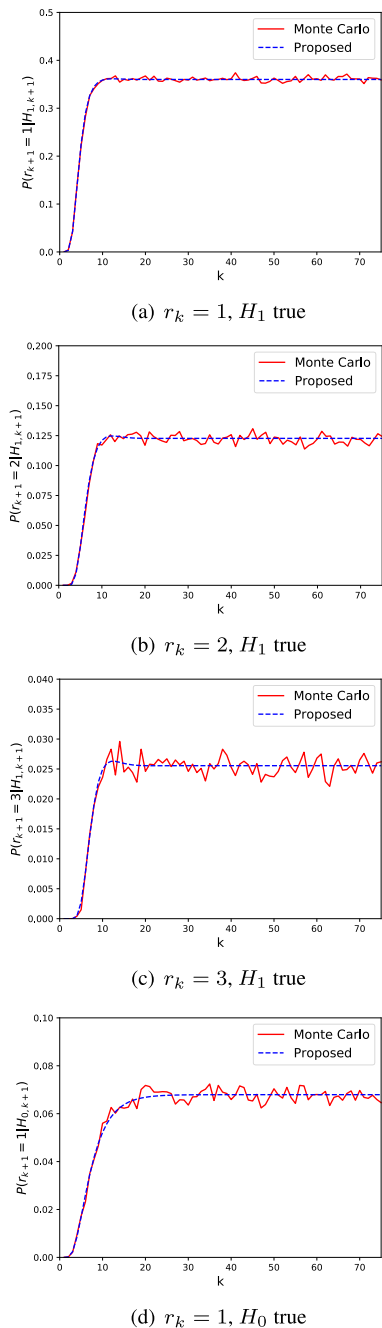 0.5
0.4
0.3
0.2
0.1
0.0
P(r_{k+1} = 1|H_{1,k+1})
Monte Carlo
Proposed
0 10 20 30 40 50 60 70
k
(a) r_k = 1, H_1 true
0.200
0.175
0.150
0.125
0.100
0.075
0.050
0.025
0.000
P(r_{k+1} = 2|H_{1,k+1})
Monte Carlo
Proposed
0 10 20 30 40 50 60 70
k
(b) r_k = 2, H_1 true
0.040
0.035
0.030
0.025
0.020
0.015
0.010
0.005
0.000
P(r_{k+1} = 3|H_{1,k+1})
Monte Carlo
Proposed
0 10 20 30 40 50 60 70
k
(c) r_k = 3, H_1 true
0.10
0.08
0.06
0.04
0.02
0.00
P(r_{k+1} = 1|H_{0,k+1})
Monte Carlo
Proposed
0 10 20 30 40 50 60 70
k
(d) r_k = 1, H_0 true